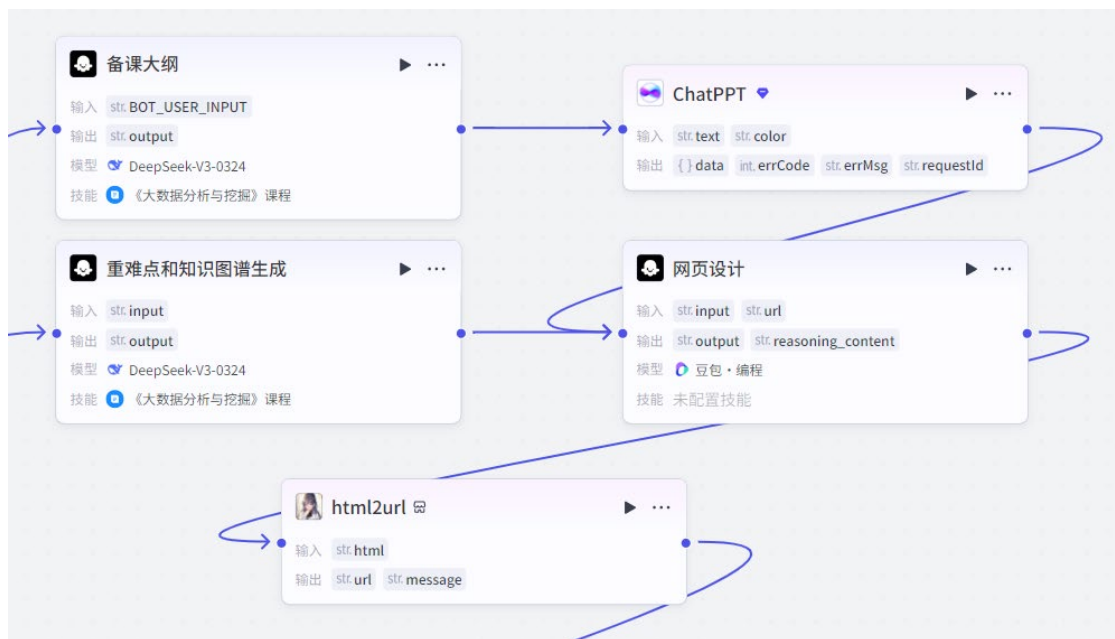 备课大纲
输入 str. BOT_USER_INPUT
输出 str. output
模型 DeepSeek-V3-0324
技能 《大数据分析与挖掘》课程
ChatPPT
输入 str. text str. color
输出 { } data int. errCode str. errMsg str. requestId
重难点和知识图谱生成
输入 str. input
输出 str. output
模型 DeepSeek-V3-0324
技能 《大数据分析与挖掘》课程
网页设计
输入 str. input str. url
输出 str. output str. reasoning_content
模型 豆包・编程
技能 未配置技能
html2url
输入 str. html
输出 str. url str. message